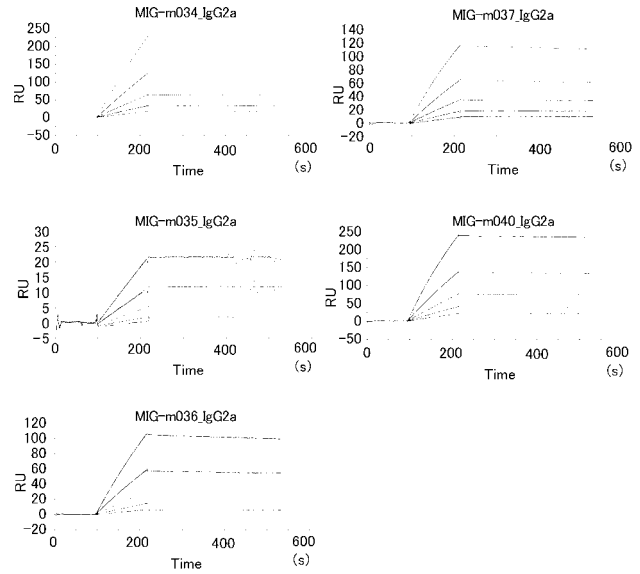 MIG-m034_IgG2a
250
200
150
100
50
0
-50
RU
0
200
400
600
Time
(s)
MIG-m037_IgG2a
140
120
100
80
60
40
20
0
-20
RU
0
200
400
600
Time
(s)
MIG-m035_IgG2a
30
25
20
15
10
5
0
-5
RU
0
200
400
600
Time
(s)
MIG-m040_IgG2a
250
200
150
100
50
0
-50
RU
0
200
400
600
Time
(s)
MIG-m036_IgG2a
120
100
80
60
40
20
0
-20
RU
0
200
400
600
Time
(s)